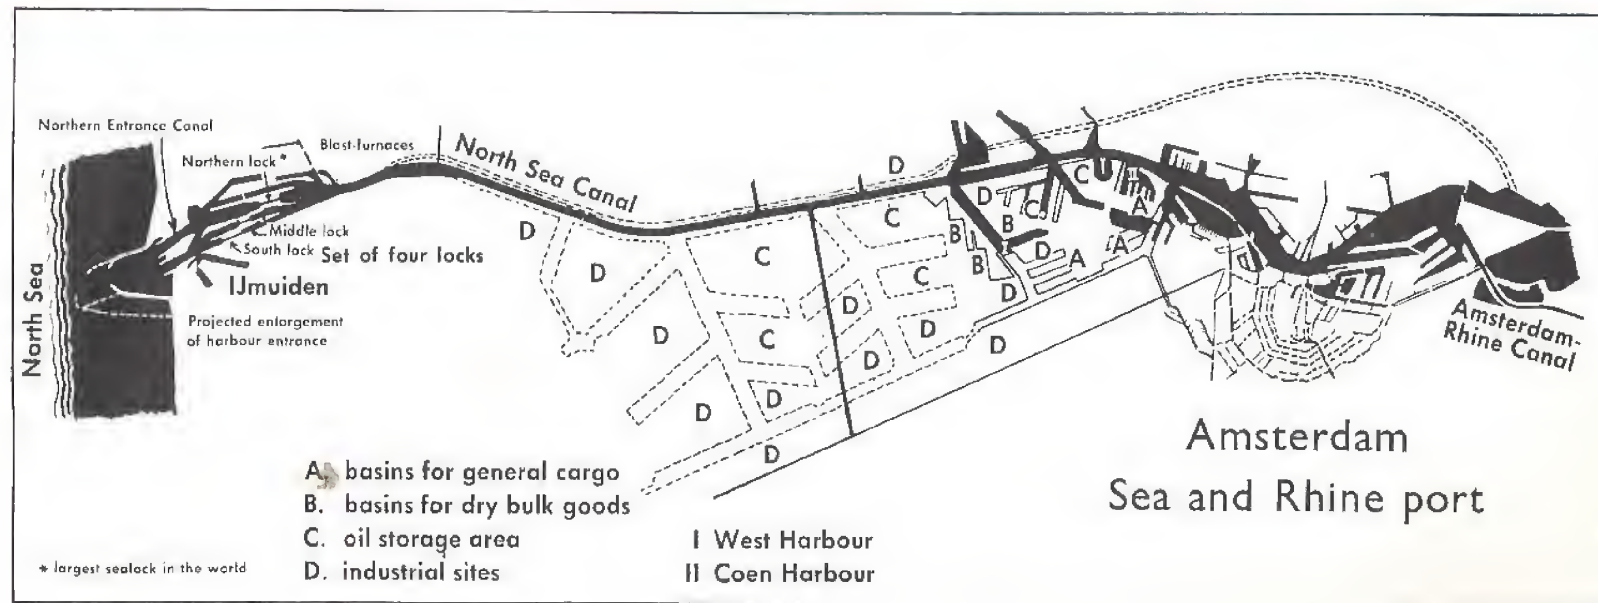 Northern Entrance Canal
Northern lock*
Blast-furnaces
North Sea Canal
Middle lock
South lock
Set of four locks
IJmuiden
North Sea
Projected enlargement
of harbour entrance
D
D
D
D
D
C
D
D
C
D
D
C
C
D
D
D
D
D
B
B
D
D
B
C
D
C
A
A
A
D
Amsterdam-
Rhine Canal
Amsterdam
Sea and Rhine port
A. basins for general cargo
B. basins for dry bulk goods
C. oil storage area
D. industrial sites
I West Harbour
II Coen Harbour
* largest sealock in the world